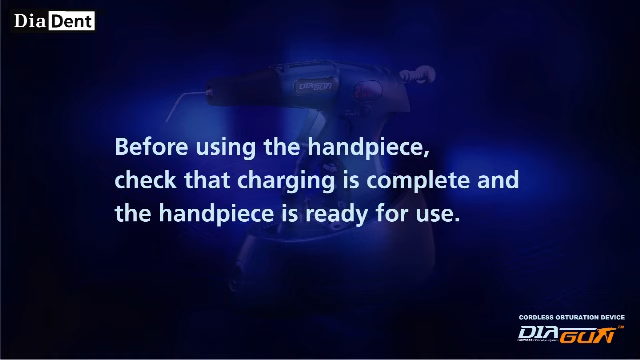 DiaDent
Before using the handpiece,
check that charging is complete and
the handpiece is ready for use.
CORDLESS OBTURATION DEVICE
DIAGUN™